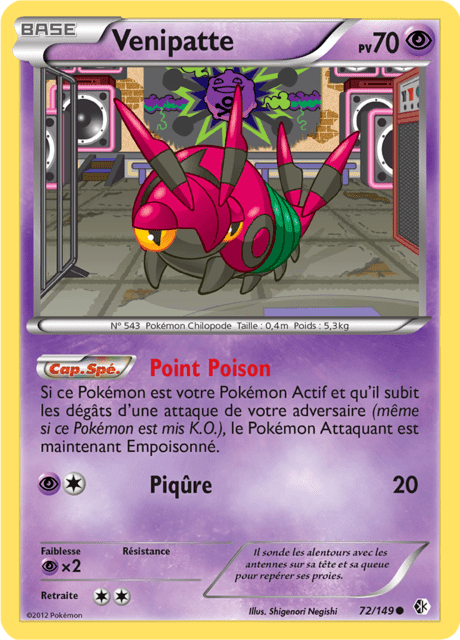 BASE Venipatte PV70
N° 543 Pokémon Chilopode Taille : 0,4m Poids : 5,3kg
Cap. Spé. Point Poison
Si ce Pokémon est votre Pokémon Actif et qu'il subit
les dégâts d'une attaque de votre adversaire (même
si ce Pokémon est mis K.O.), le Pokémon Attaquant est
maintenant Empoisonné.
Piqûre 20
Faiblesse Résistance
×2
Il sonde les alentours avec les
antennes sur sa tête et sa queue
pour repérer ses proies.
Retraite
©2012 Pokémon Illus. Shigenori Negishi 72/149